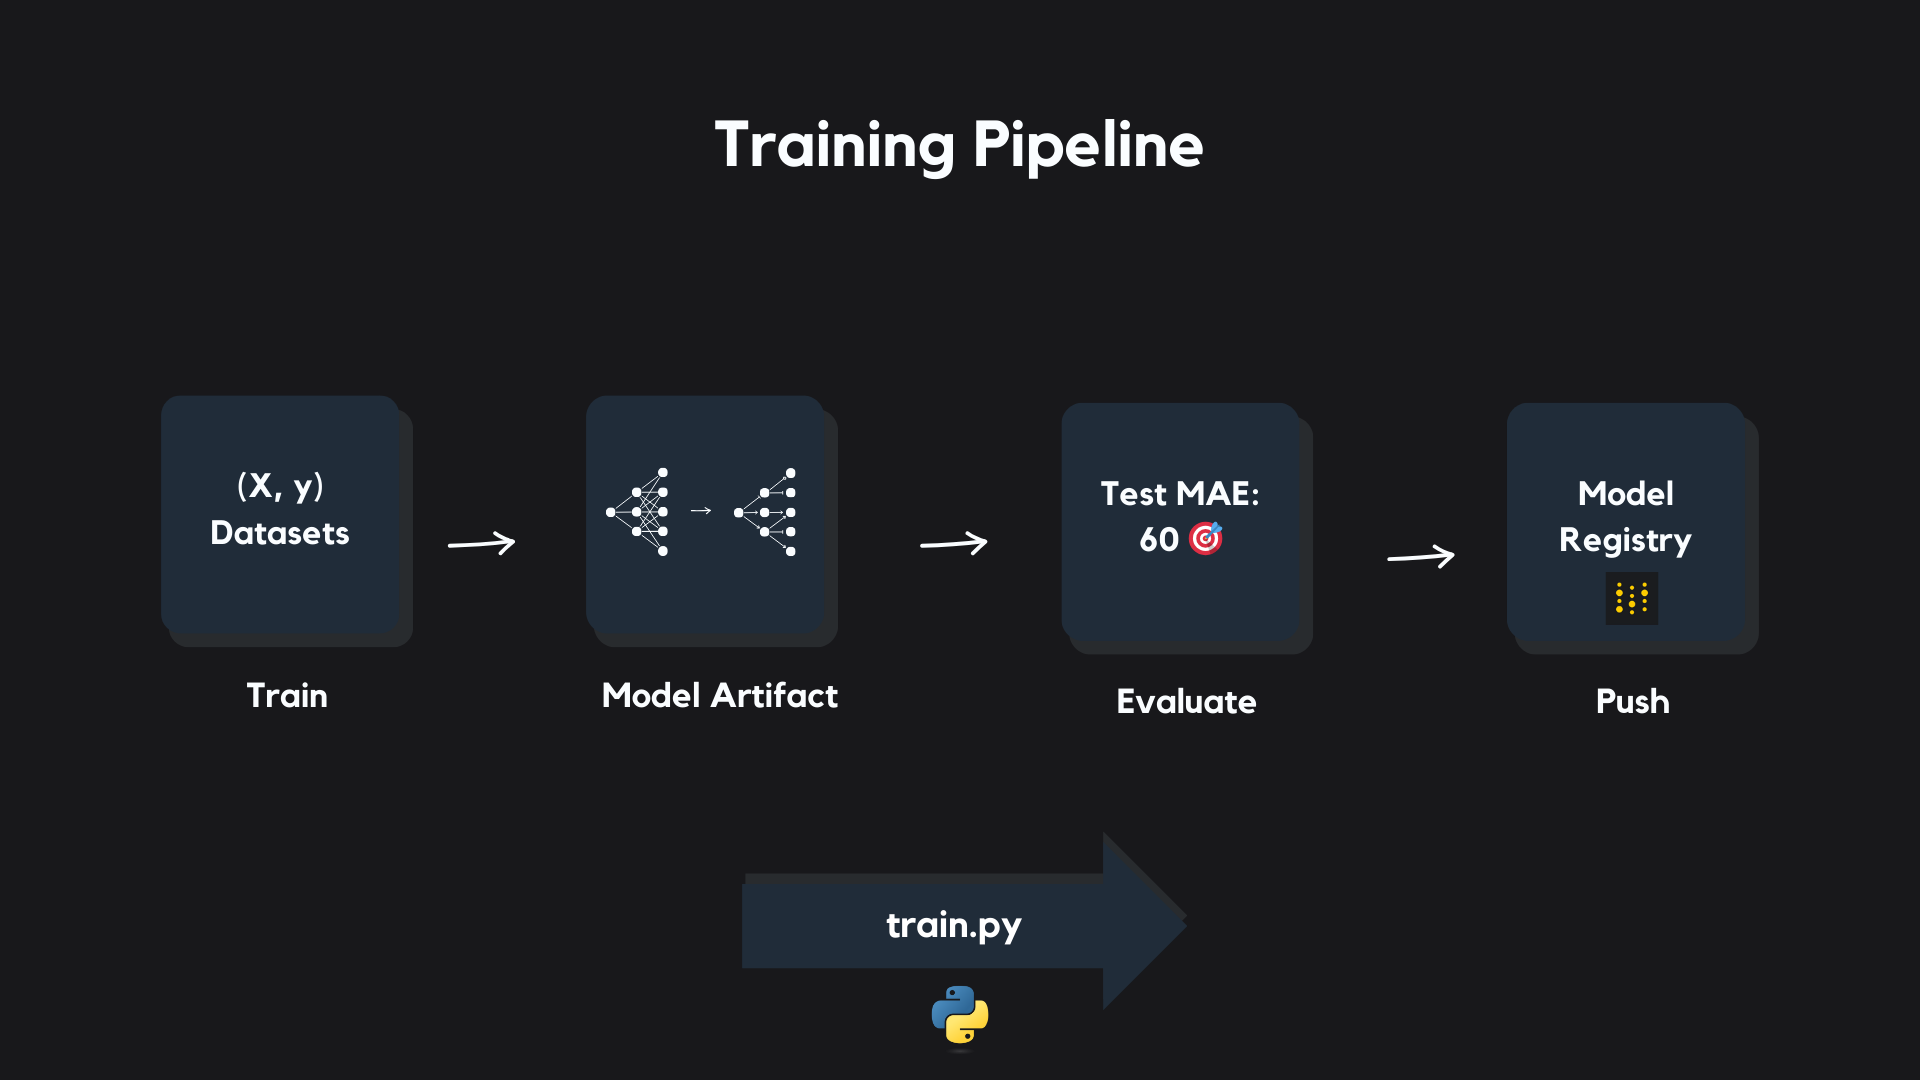 Training Pipeline
(X, y)
Datasets
Train
Model Artifact
Test MAE:
60
Evaluate
Model
Registry
Push
train.py